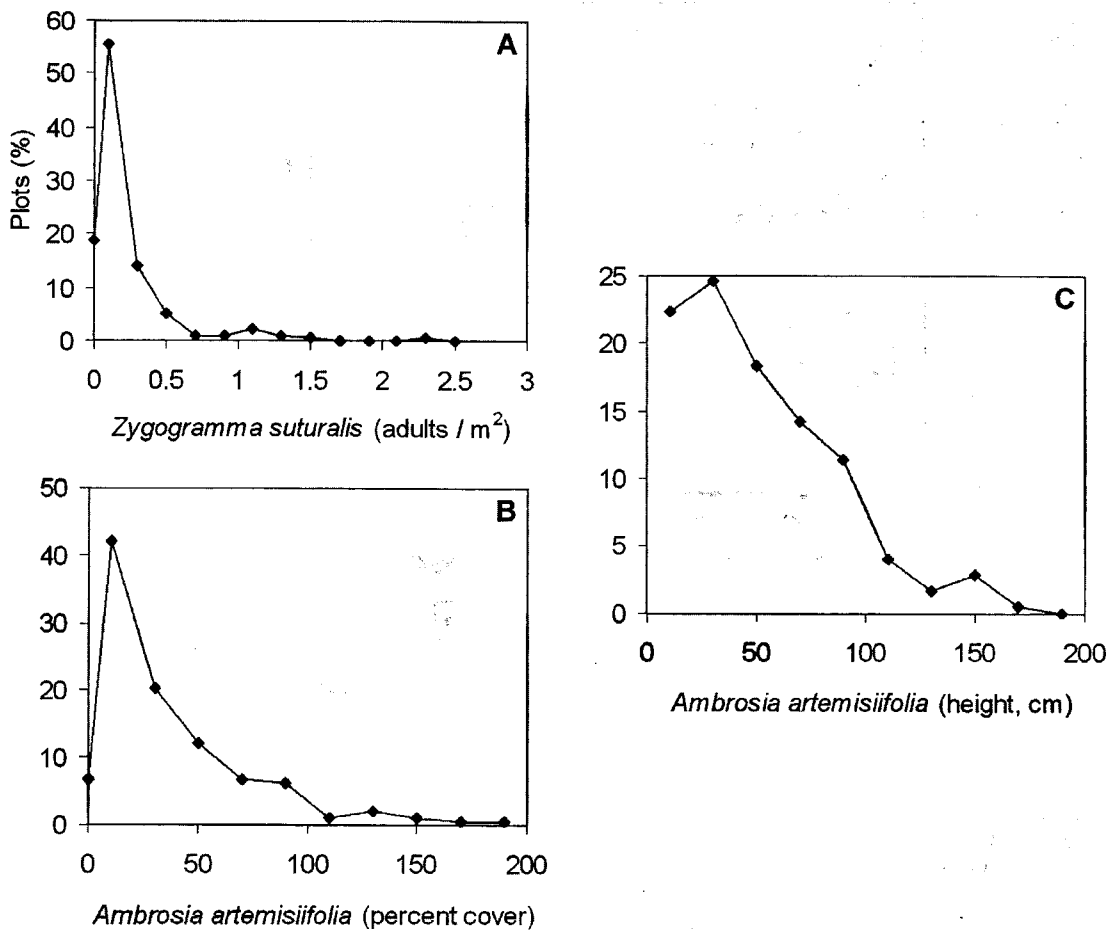 A
Plots (%)
60
50
40
30
20
10
0
0 0.5 1 1.5 2 2.5 3
Zygogramma suturalis (adults / m²)
B
50
40
30
20
10
0
0 50 100 150 200
Ambrosia artemisiifolia (percent cover)
C
25
20
15
10
5
0
0 50 100 150 200
Ambrosia artemisiifolia (height, cm)